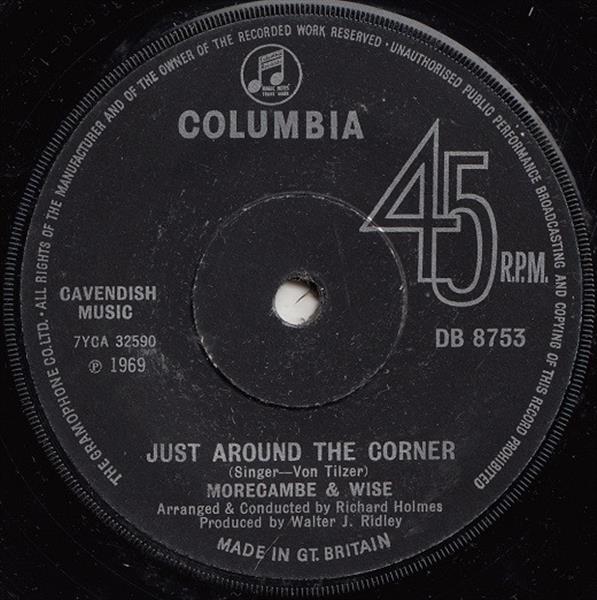 THE GRAMOPHONE CO. LTD. · ALL RIGHTS OF THE MANUFACTURER AND OF THE OWNER OF THE RECORDED WORK RESERVED · UNAUTHORISED PUBLIC PERFORMANCE BROADCASTING AND COPYING OF THIS RECORD PROHIBITED
COLUMBIA
45 R.P.M.
CAVENDISH
MUSIC
7YCA 32590
Ⓟ 1969
DB 8753
JUST AROUND THE CORNER
(Singer—Von Tilzer)
MORECAMBE & WISE
Arranged & Conducted by Richard Holmes
Produced by Walter J. Ridley
MADE IN GT. BRITAIN